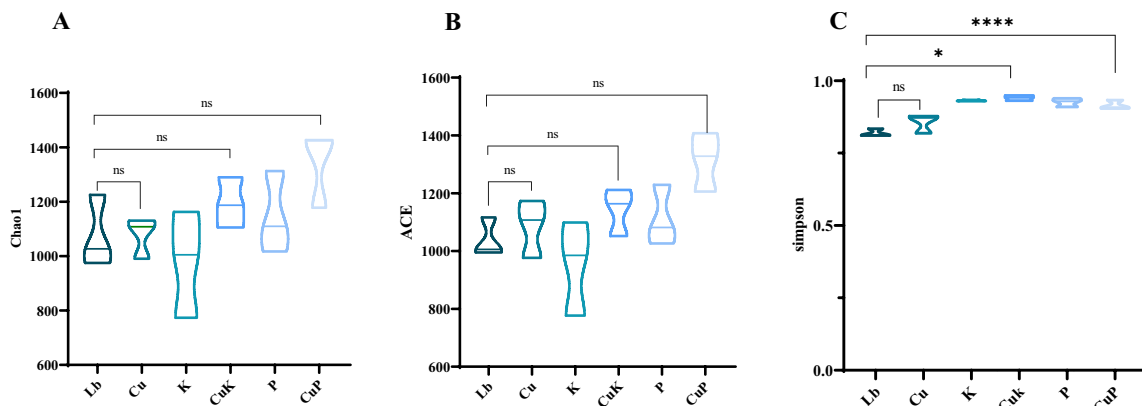 A
Chao1
1600
1400
1200
1000
800
600
ns
ns
ns
Lb
Cu
K
CuK
P
CuP
B
ACE
1600
1400
1200
1000
800
600
ns
ns
ns
Lb
Cu
K
CuK
P
CuP
C
simpson
1.0
0.5
0.0
****
*
ns
Lb
Cu
K
Cuk
P
CuP